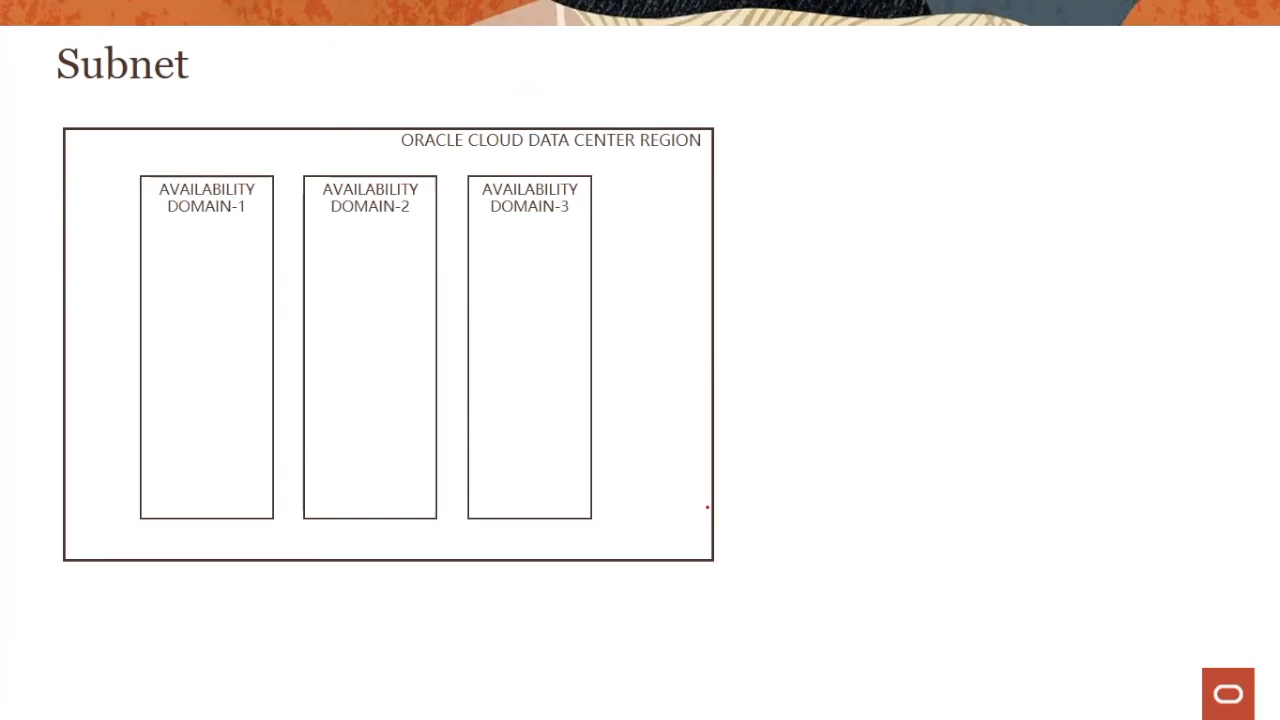 Subnet
ORACLE CLOUD DATA CENTER REGION
AVAILABILITY
DOMAIN-1
AVAILABILITY
DOMAIN-2
AVAILABILITY
DOMAIN-3